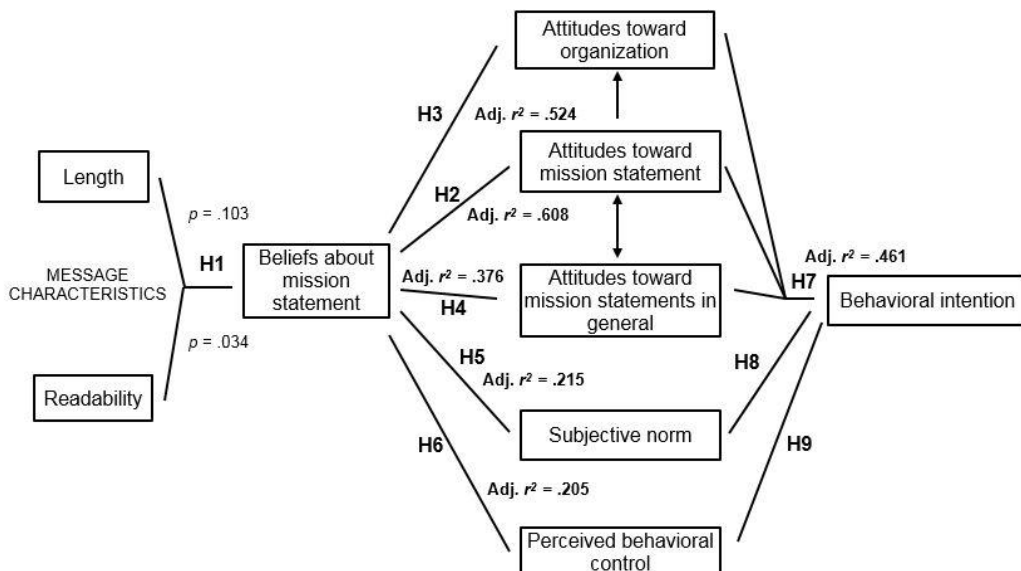 Attitudes toward
organization
H3
Adj. r² = .524
Length
Attitudes toward
mission statement
p = .103
H2
Adj. r² = .608
MESSAGE
CHARACTERISTICS
H1
Beliefs about
mission
statement
Adj. r² = .376
H4
Attitudes toward
mission statements in
general
Adj. r² = .461
H7
Behavioral intention
p = .034
H5
Adj. r² = .215
H8
Readability
Subjective norm
H6
H9
Adj. r² = .205
Perceived behavioral
control